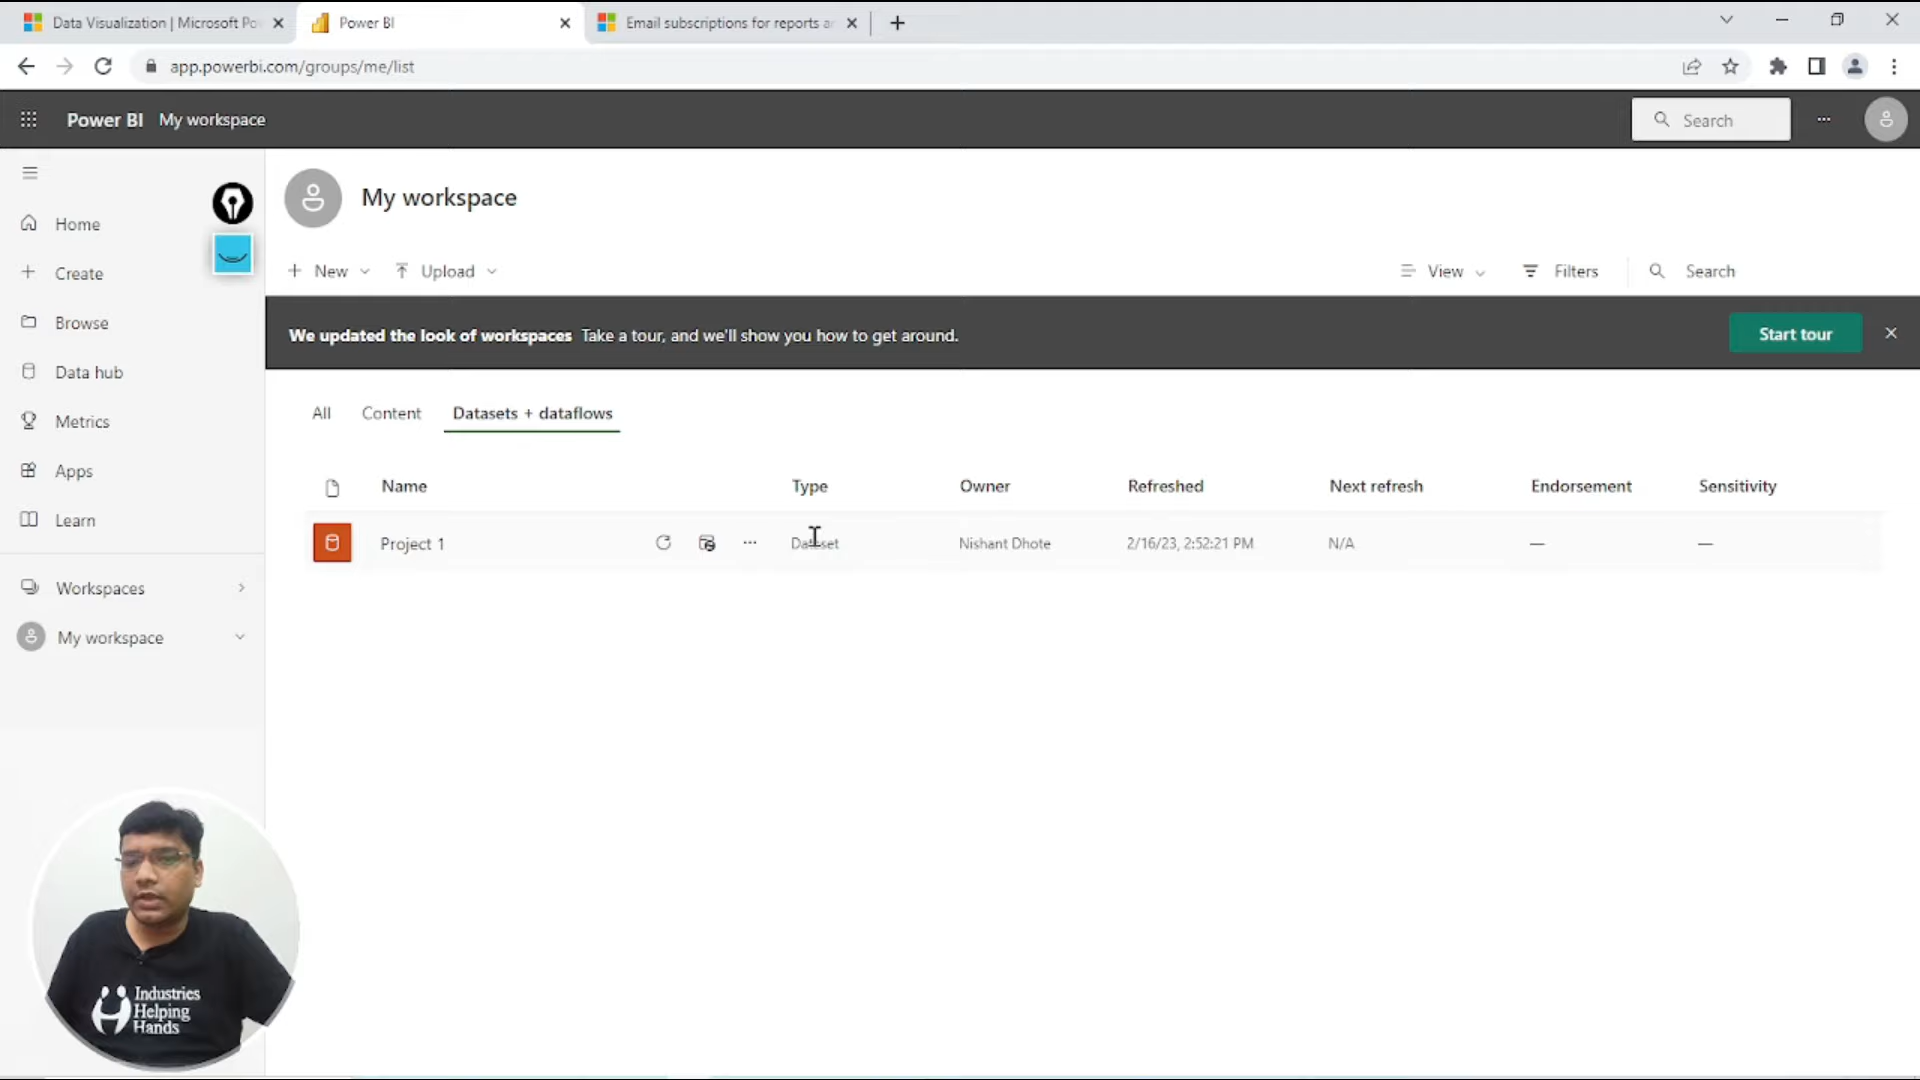 Data Visualization | Microsoft Po
Power BI
Email subscriptions for reports a
app.powerbi.com/groups/me/list
Power BI My workspace
Search
Home
Create
Browse
Data hub
Metrics
Apps
Learn
Workspaces
My workspace
My workspace
New
Upload
View
Filters
Search
We updated the look of workspaces Take a tour, and we'll show you how to get around.
Start tour
All
Content
Datasets + dataflows
Name
Type
Owner
Refreshed
Next refresh
Endorsement
Sensitivity
Project 1
Dataset
Nishant Dhote
2/16/23, 2:52:21 PM
N/A
—
—
Industries
Helping
Hands